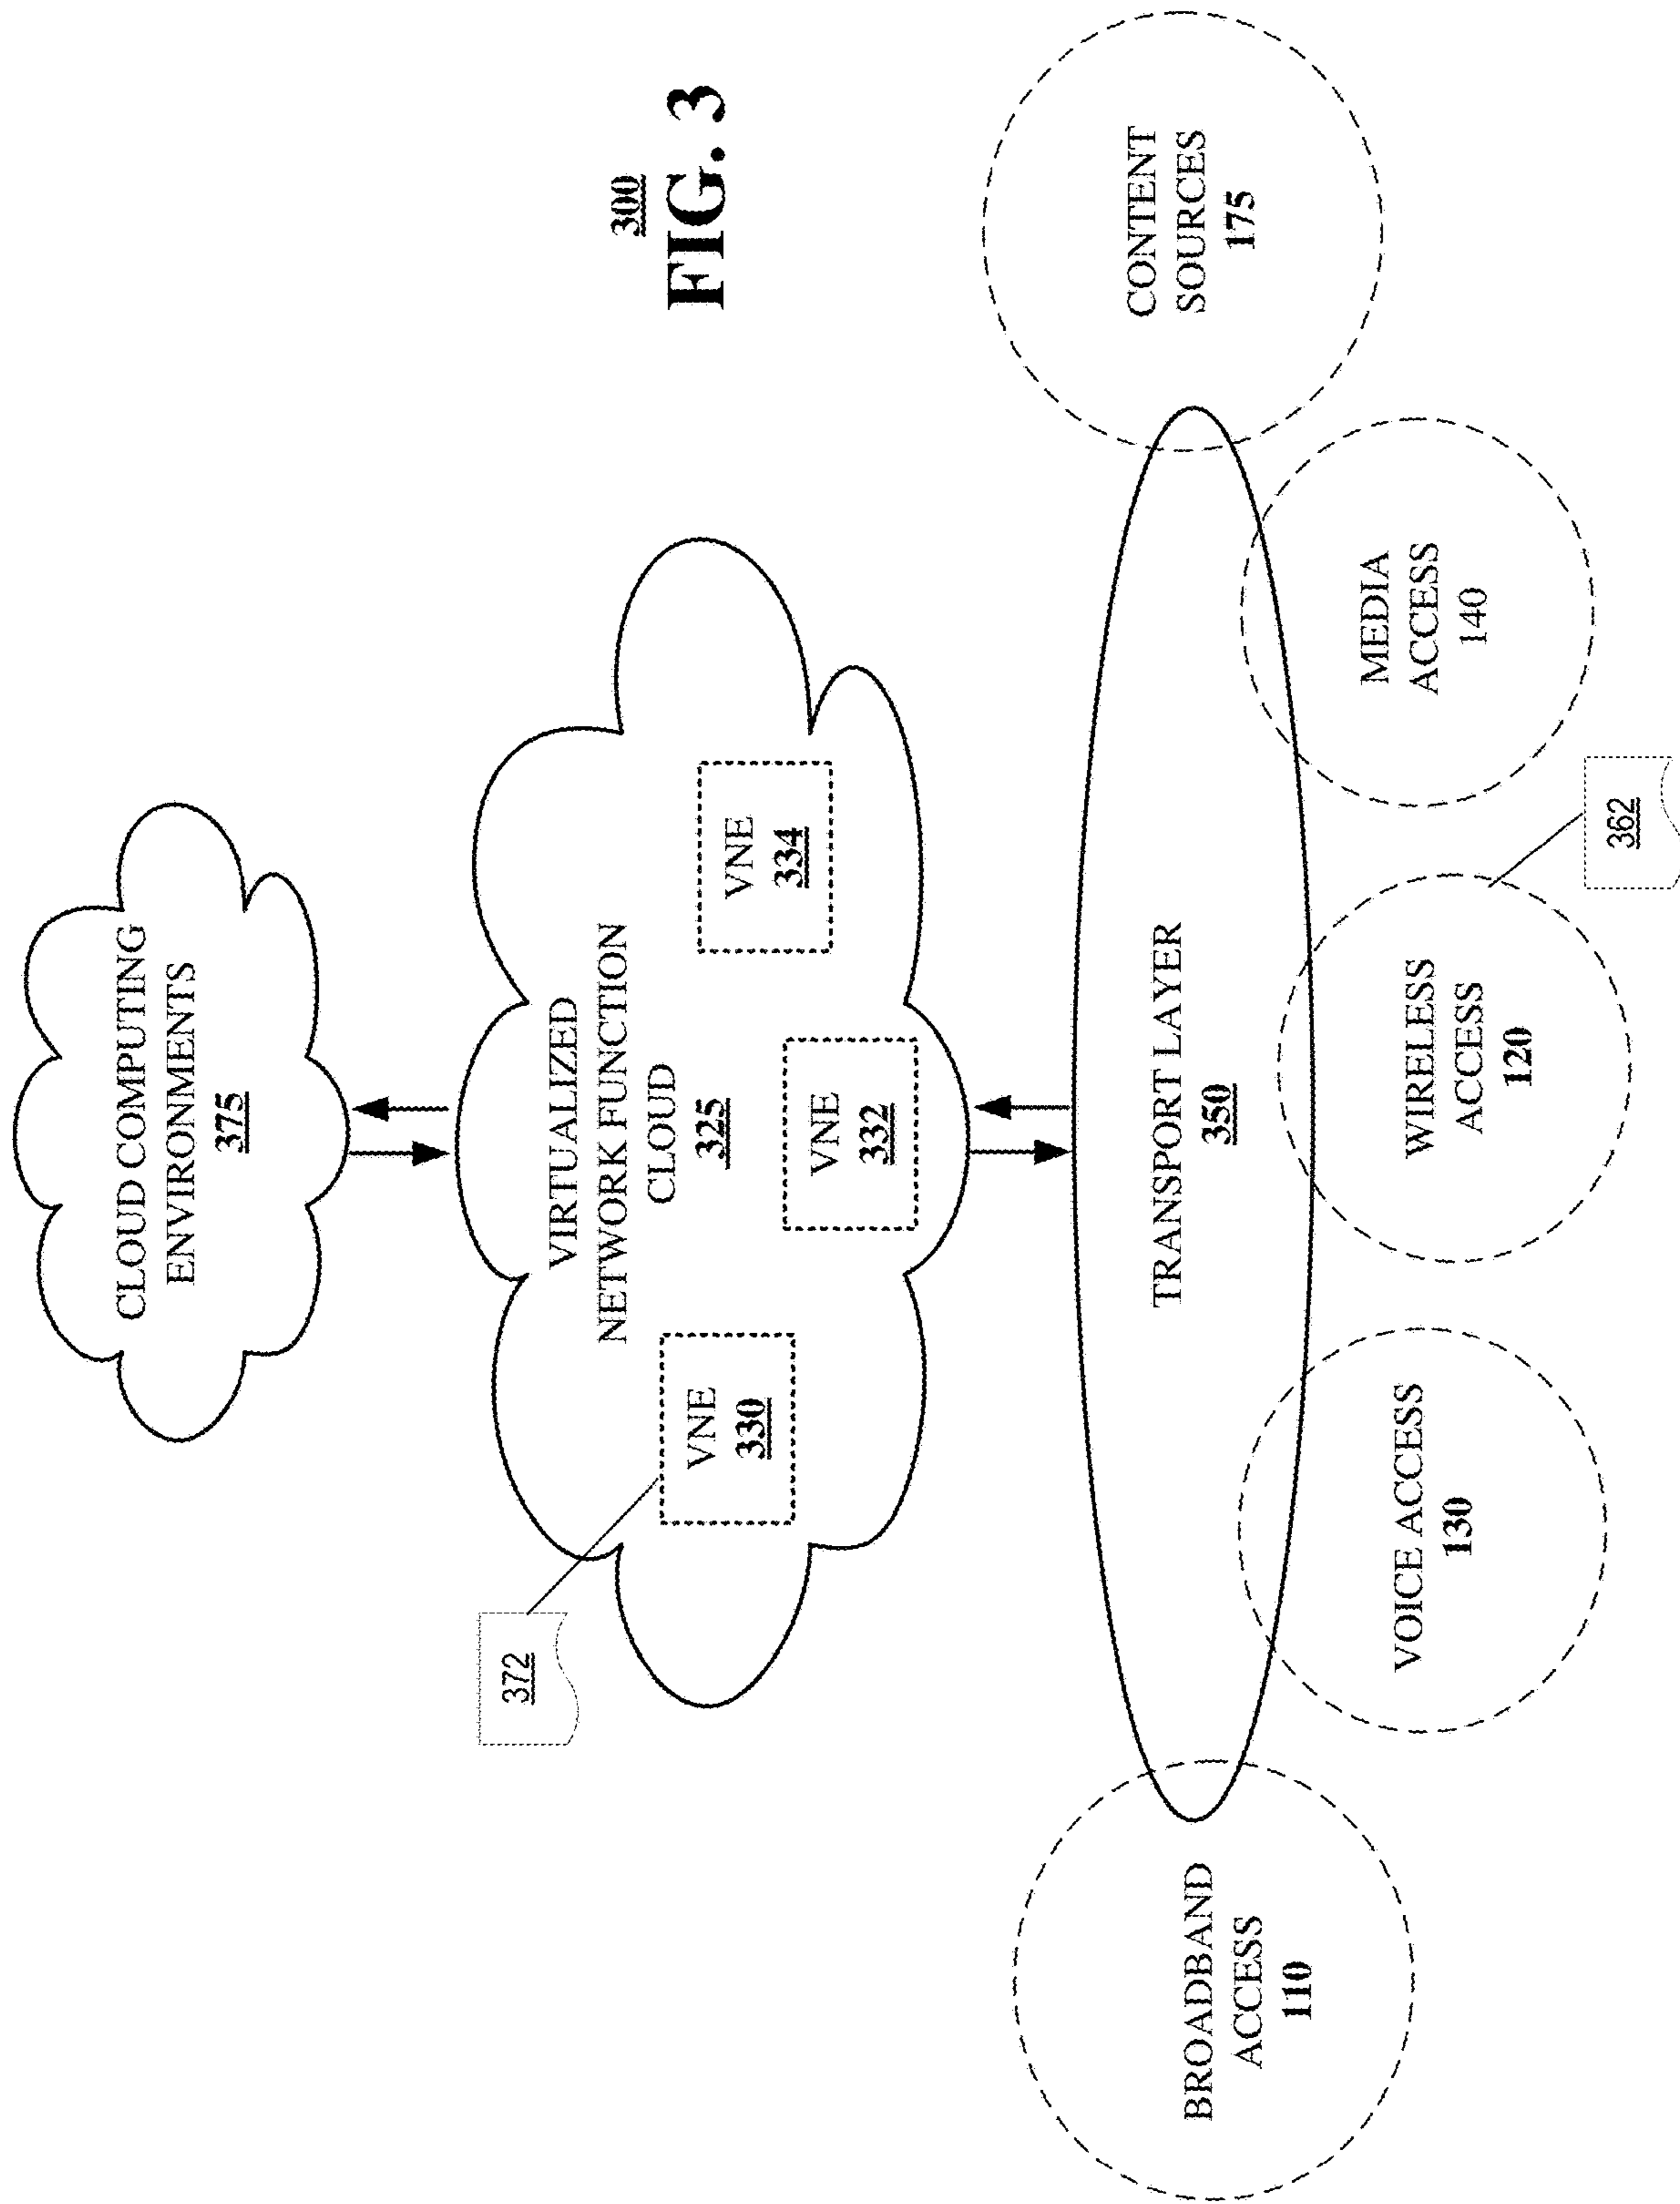 300
FIG. 3
CLOUD COMPUTING
ENVIRONMENTS
375
VIRTUALIZED
NETWORK FUNCTION
CLOUD
325
372
VNE
330
VNE
332
VNE
334
TRANSPORT LAYER
350
BROADBAND
ACCESS
110
VOICE ACCESS
130
WIRELESS
ACCESS
120
362
MEDIA
ACCESS
140
CONTENT
SOURCES
175